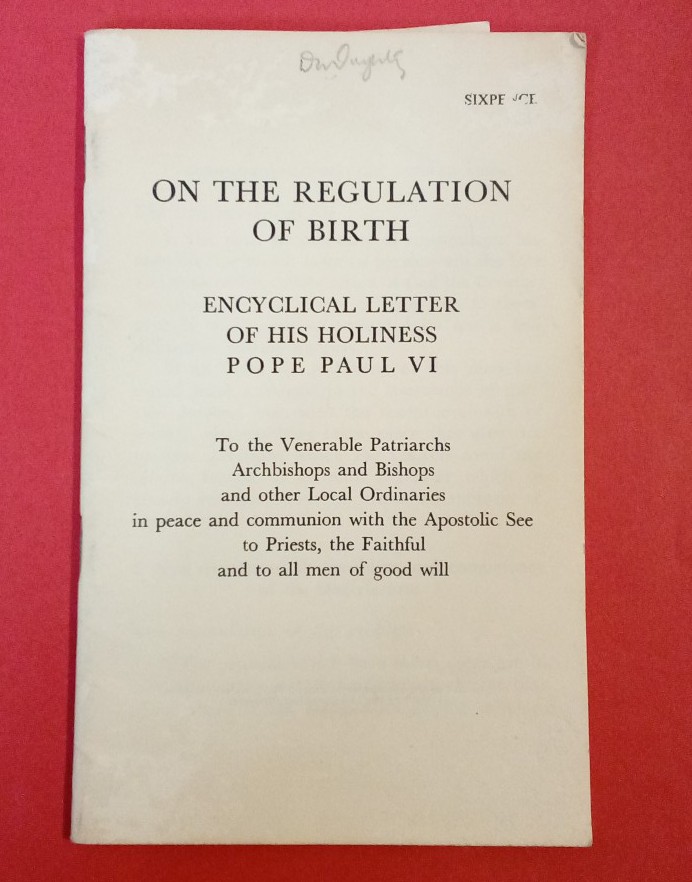 SIXPENCE
ON THE REGULATION
OF BIRTH
ENCYCLICAL LETTER
OF HIS HOLINESS
POPE PAUL VI
To the Venerable Patriarchs
Archbishops and Bishops
and other Local Ordinaries
in peace and communion with the Apostolic See
to Priests, the Faithful
and to all men of good will